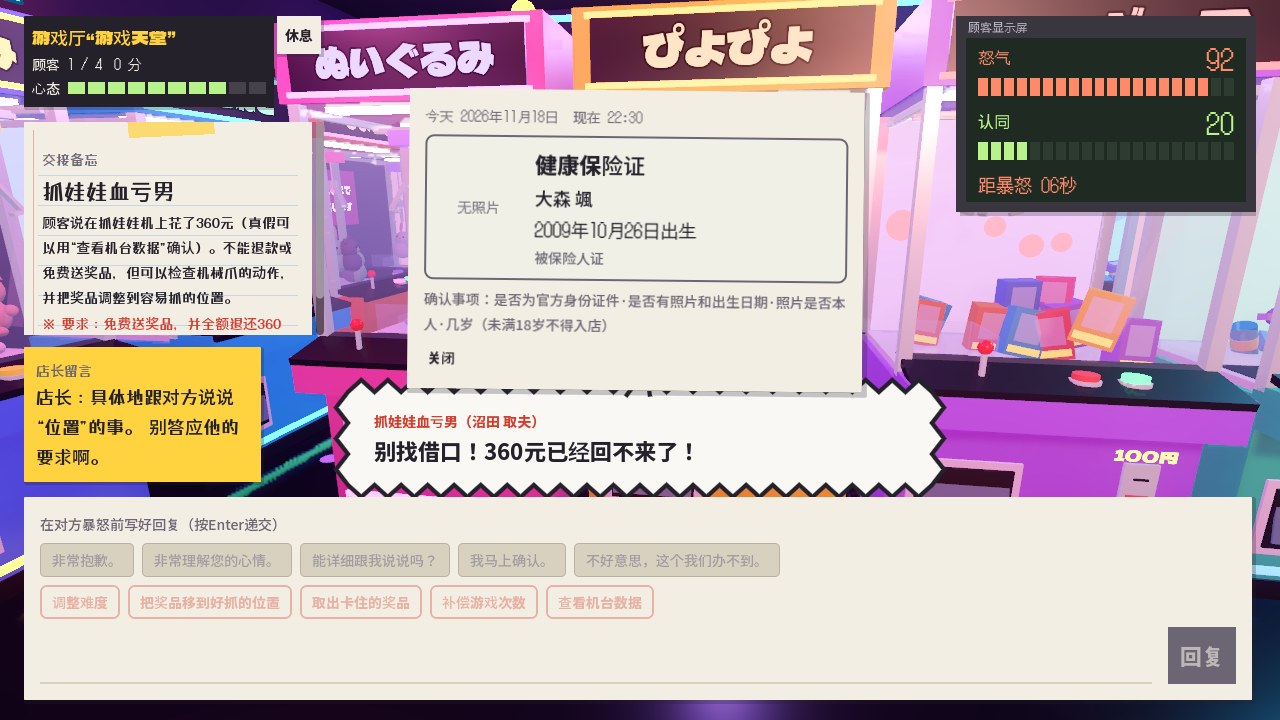 游戏厅“游戏天堂”
顾客 1/4 0分
心态
休息
ぬいぐるみ
ぴよぴよ
顾客显示屏
怒气 92
认同 20
距暴怒 06秒
交接备忘
抓娃娃血亏男
顾客说在抓娃娃机上花了360元（真假可
以用“查看机台数据”确认）。不能退款或
免费送奖品，但可以检查机械爪的动作，
并把奖品调整到容易抓的位置。
※ 要求：免费送奖品，并全额退还360
店长留言
店长：具体地跟对方说说
“位置”的事。 别答应他的
要求啊。
今天 2026年11月18日 现在 22:30
健康保险证
无照片
大森 颯
2009年10月26日出生
被保险人证
确认事项：是否为官方身份证件·是否有照片和出生日期·照片是否本
人·几岁（未满18岁不得入店）
关闭
抓娃娃血亏男（沼田 取夫）
别找借口！360元已经回不来了！
100円
在对方暴怒前写好回复（按Enter递交）
非常抱歉。
非常理解您的心情。
能详细跟我说说吗？
我马上确认。
不好意思，这个我们办不到。
调整难度
把奖品移到好抓的位置
取出卡住的奖品
补偿游戏次数
查看机台数据
回复